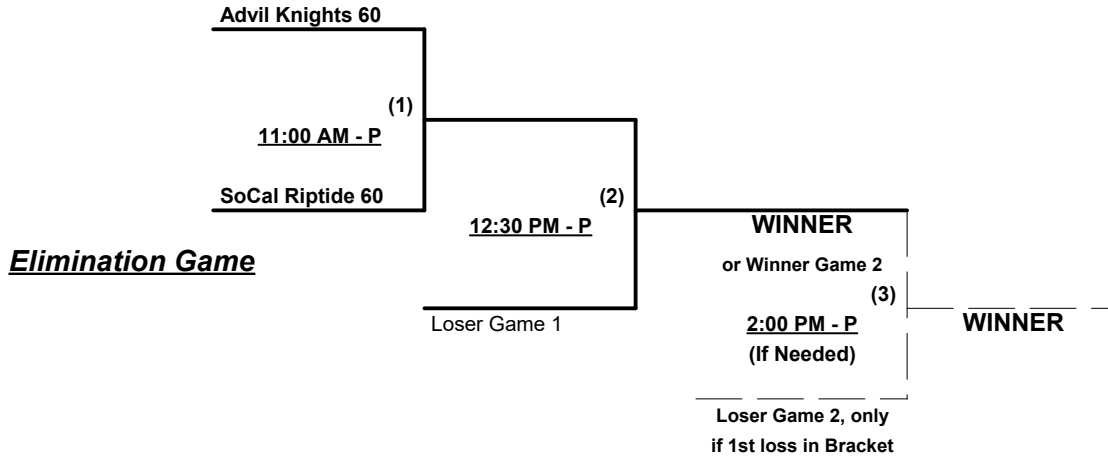 Advil Knights 60
(1)
11:00 AM - P
SoCal Riptide 60
(2)
12:30 PM - P
WINNER
Elimination Game
or Winner Game 2
(3)
Loser Game 1
2:00 PM - P
WINNER
(If Needed)
Loser Game 2, only
if 1st loss in Bracket